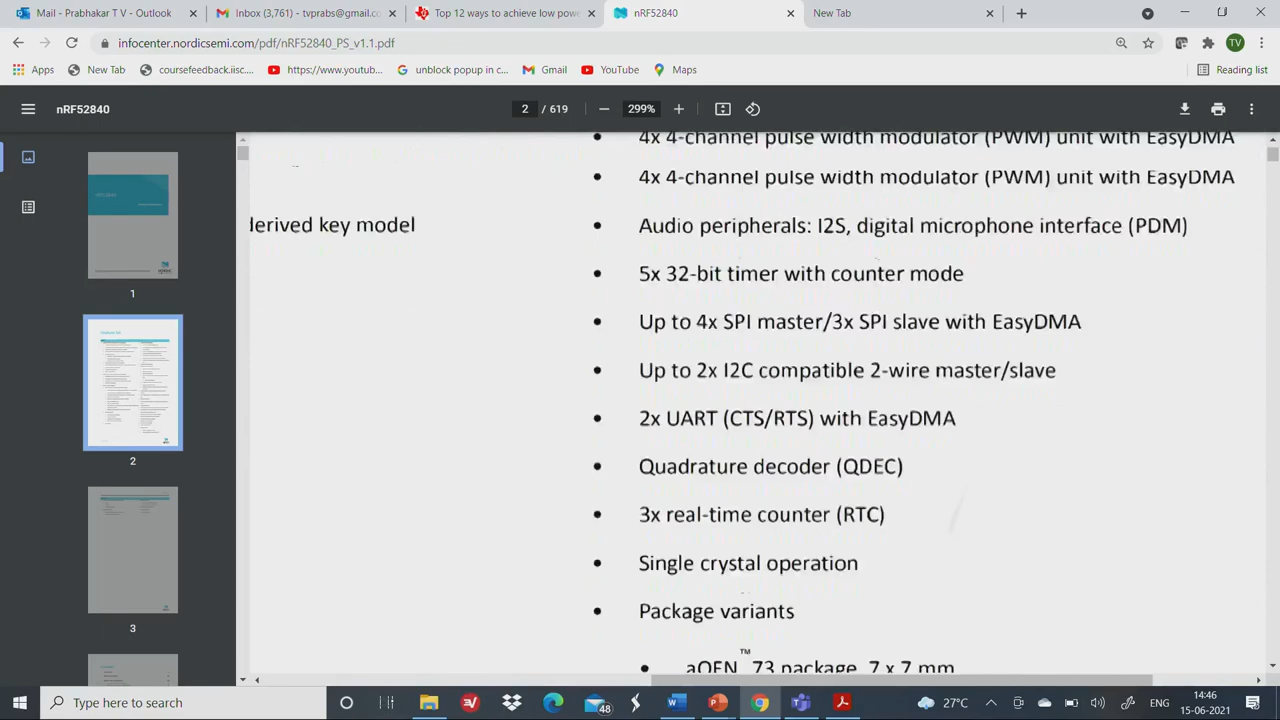 Mail - Prabhakar T V - Outlook
Inbox (3,761) - tvprabs@gmail.co
Top 12 ways to achieve low powe
nRF52840
New Tab
infocenter.nordicsemi.com/pdf/nRF52840_PS_v1.1.pdf
TV
Apps
New Tab
coursefeedback.iisc...
https://www.youtub...
unblock popup in c...
Gmail
YouTube
Maps
Reading list
nRF52840
2 / 619
299%
4x 4-channel pulse width modulator (PWM) unit with EasyDMA
• 4x 4-channel pulse width modulator (PWM) unit with EasyDMA
derived key model
• Audio peripherals: I2S, digital microphone interface (PDM)
• 5x 32-bit timer with counter mode
• Up to 4x SPI master/3x SPI slave with EasyDMA
• Up to 2x I2C compatible 2-wire master/slave
• 2x UART (CTS/RTS) with EasyDMA
• Quadrature decoder (QDEC)
• 3x real-time counter (RTC)
• Single crystal operation
• Package variants
• aQFN™ 73 package, 7 x 7 mm
1
2
3
Type here to search
48
27°C
ENG
14:46
15-06-2021